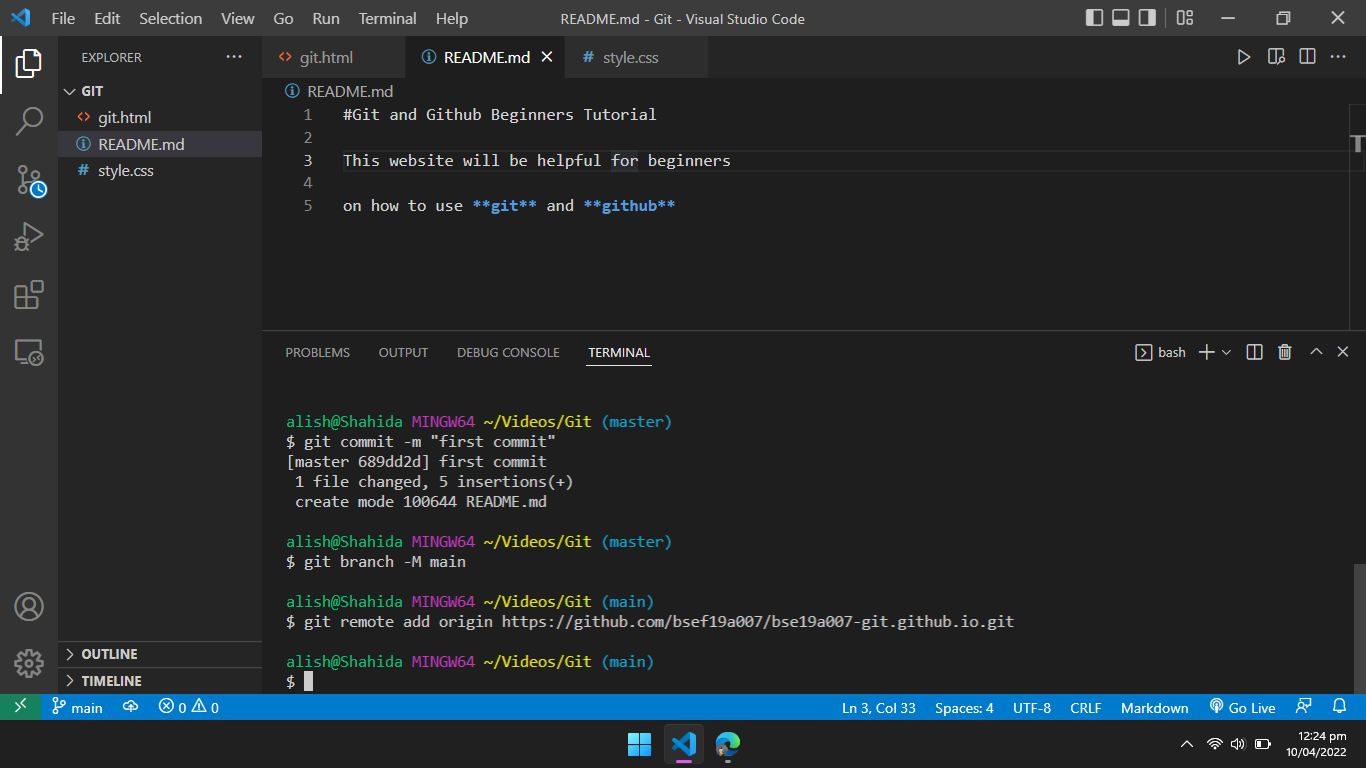 File Edit Selection View Go Run Terminal Help README.md - Git - Visual Studio Code
EXPLORER ...
GIT
<> git.html
README.md
# style.css
OUTLINE
TIMELINE
<> git.html README.md # style.css
README.md
1 #Git and Github Beginners Tutorial
2
3 This website will be helpful for beginners
4
5 on how to use **git** and **github**
PROBLEMS OUTPUT DEBUG CONSOLE TERMINAL bash
alish@Shahida MINGW64 ~/Videos/Git (master)
$ git commit -m "first commit"
[master 689dd2d] first commit
1 file changed, 5 insertions(+)
create mode 100644 README.md
alish@Shahida MINGW64 ~/Videos/Git (master)
$ git branch -M main
alish@Shahida MINGW64 ~/Videos/Git (main)
$ git remote add origin https://github.com/bsef19a007/bse19a007-git.github.io.git
alish@Shahida MINGW64 ~/Videos/Git (main)
$
main 0 0 Ln 3, Col 33 Spaces: 4 UTF-8 CRLF Markdown Go Live
12:24 pm
10/04/2022